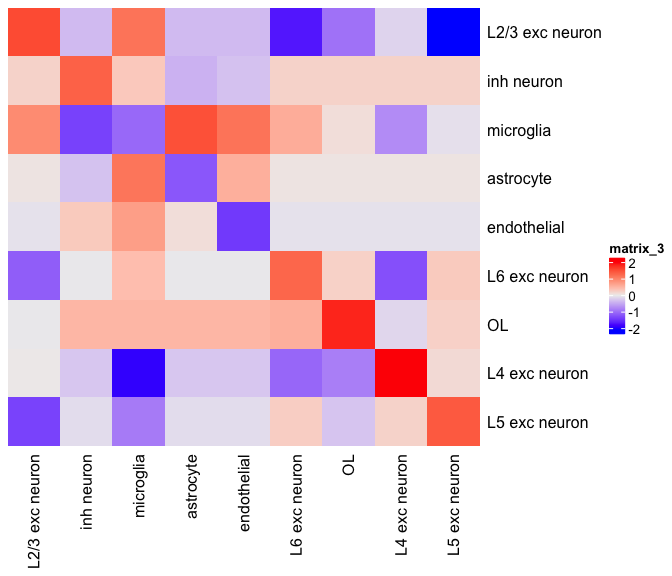 L2/3 exc neuron
inh neuron
microglia
astrocyte
endothelial
L6 exc neuron
OL
L4 exc neuron
L5 exc neuron
matrix_3
2
1
0
-1
-2
L2/3 exc neuron
inh neuron
microglia
astrocyte
endothelial
L6 exc neuron
OL
L4 exc neuron
L5 exc neuron